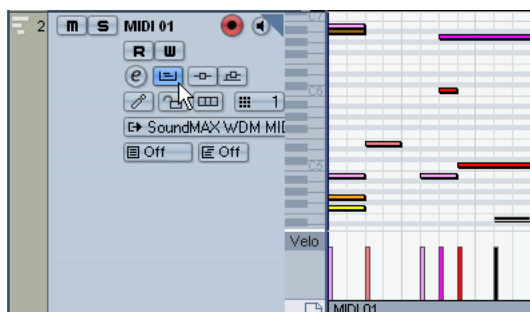 2 m S MIDI 01
C7
R W
e
C6
1
SoundMAX WDM MI
Off Off
C5
Velo
MIDI 01